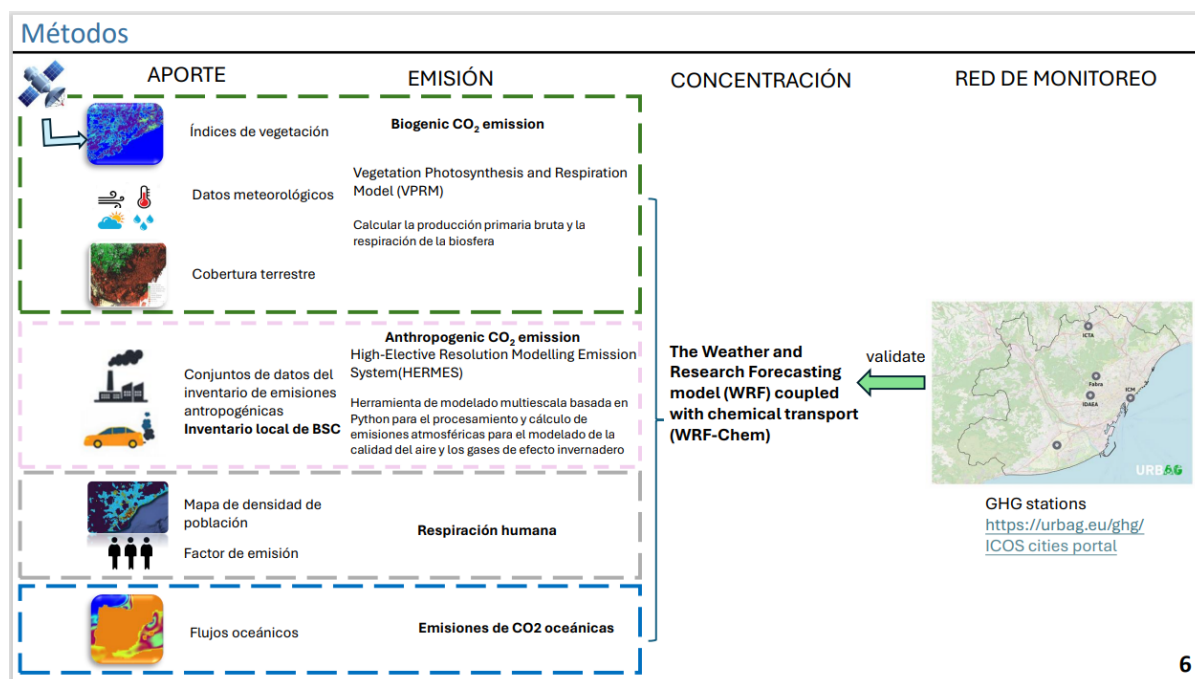 Métodos
APORTE
EMISIÓN
CONCENTRACIÓN
RED DE MONITOREO
Índices de vegetación
Datos meteorológicos
Cobertura terrestre
Biogenic CO₂ emission
Vegetation Photosynthesis and Respiration
Model (VPRM)
Calcular la producción primaria bruta y la
respiración de la biosfera
Conjuntos de datos del
inventario de emisiones
antropogénicas
Inventario local de BSC
Anthropogenic CO₂ emission
High-Elective Resolution Modelling Emission
System(HERMES)
Herramienta de modelado multiescala basada en
Python para el procesamiento y cálculo de
emisiones atmosféricas para el modelado de la
calidad del aire y los gases de efecto invernadero
Mapa de densidad de
población
Factor de emisión
Respiración humana
Flujos oceánicos
Emisiones de CO2 oceánicas
The Weather and
Research Forecasting
model (WRF) coupled
with chemical transport
(WRF-Chem)
validate
ICTA
Fabra
IDAEA
ICM
URBAG
GHG stations
https://urbag.eu/ghg/
ICOS cities portal
6